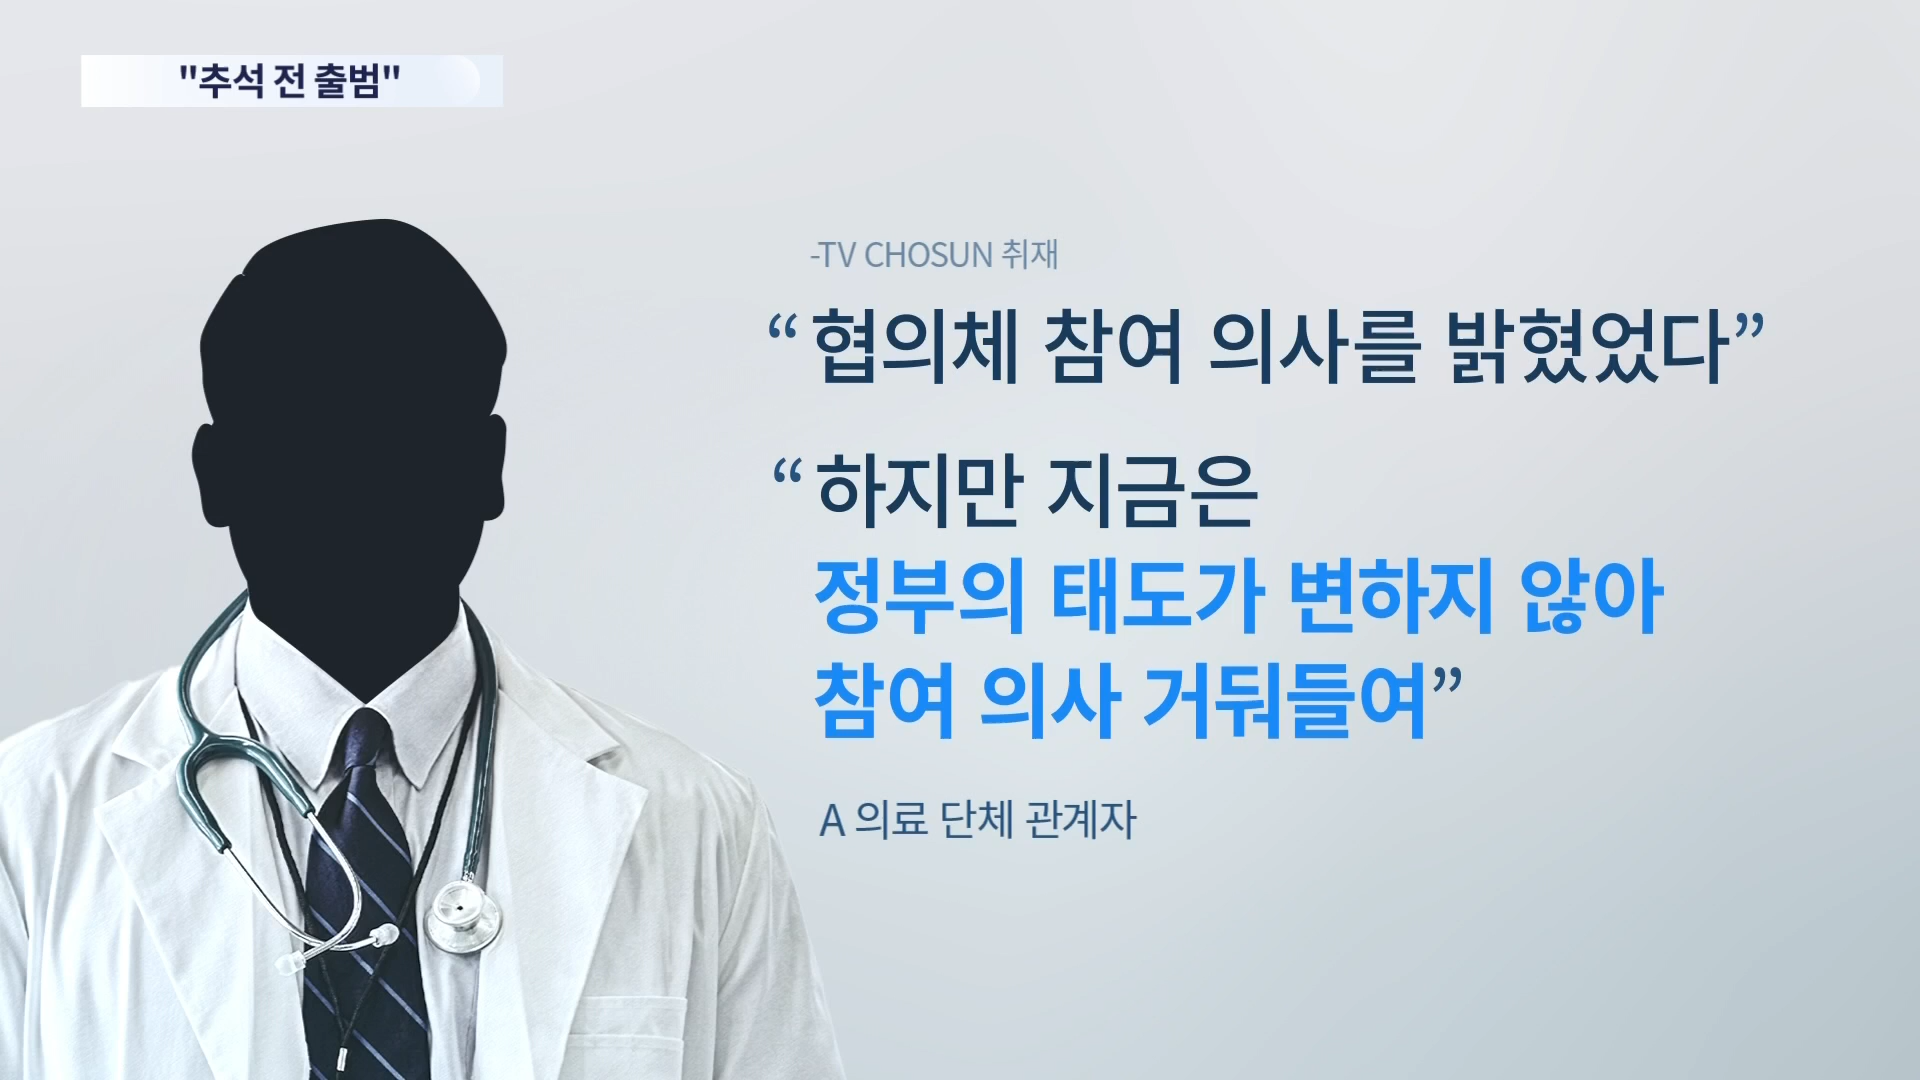 "추석 전 출범"
-TV CHOSUN 취재
“협의체 참여 의사를 밝혔었다”
“하지만 지금은
정부의 태도가 변하지 않아
참여 의사 거둬들여”
A 의료 단체 관계자